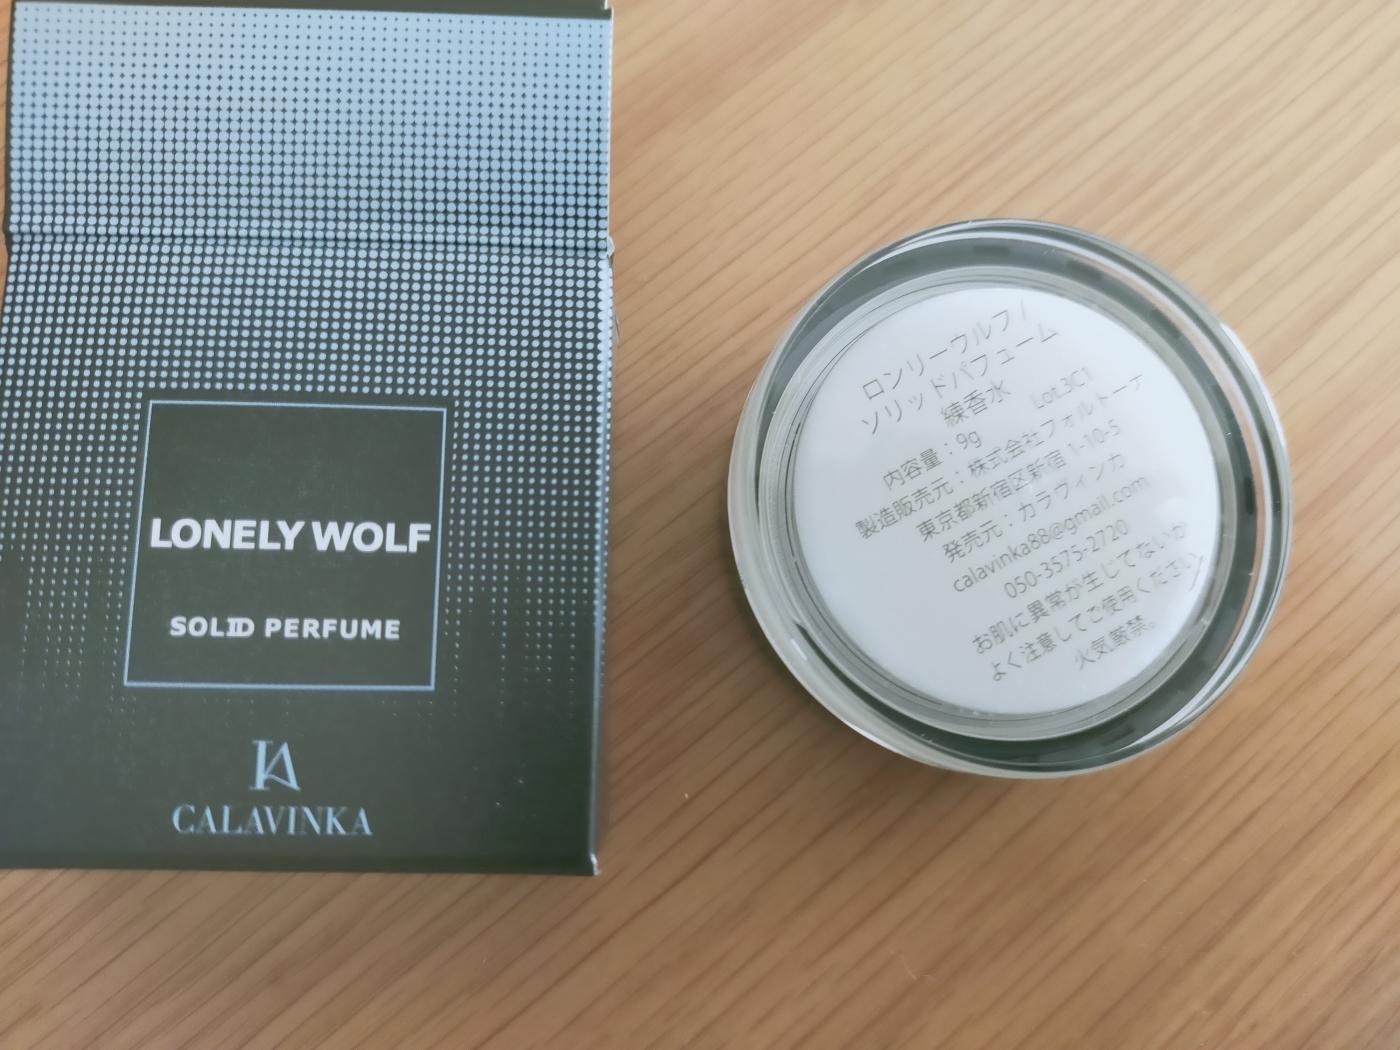 LONELY WOLF
SOLID PERFUME
CALAVINKA
ロンリーウルフ /
ソリッドパフューム
練香水
Lot.3C1
内容量：9g
製造販売元：株式会社フォルトーナ
東京都新宿区新宿 1-10-5
発売元：カラヴィンカ
calavinka88@gmail.com
050-3575-2720
お肌に異常が生じてないか
よく注意してご使用ください
火気厳禁。